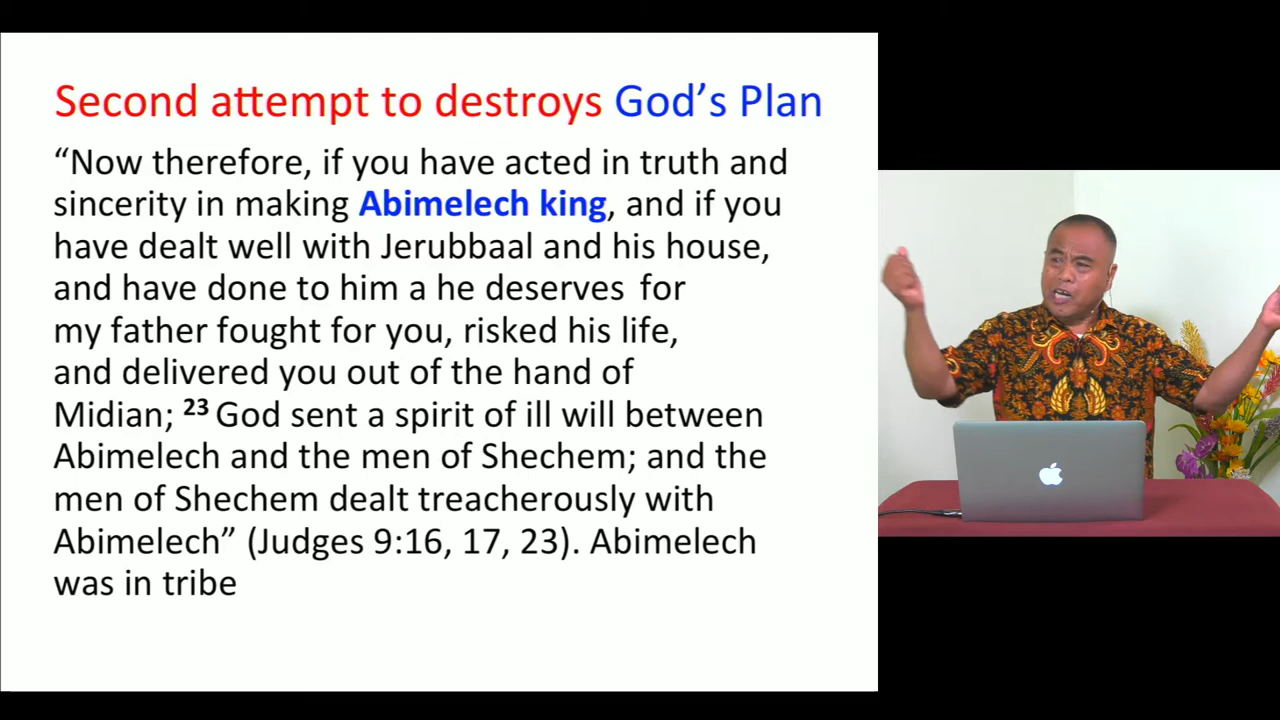 Second attempt to destroys God’s Plan
“Now therefore, if you have acted in truth and
sincerity in making Abimelech king, and if you
have dealt well with Jerubbaal and his house,
and have done to him a he deserves for
my father fought for you, risked his life,
and delivered you out of the hand of
Midian; 23 God sent a spirit of ill will between
Abimelech and the men of Shechem; and the
men of Shechem dealt treacherously with
Abimelech” (Judges 9:16, 17, 23). Abimelech
was in tribe